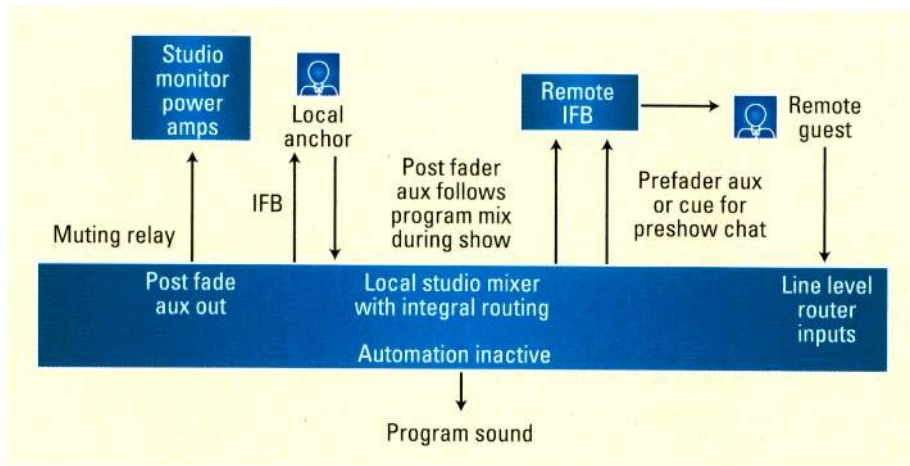 Studio
monitor
power
amps
Local
anchor
Remote
IFB
Remote
guest
Muting relay
IFB
Post fader
aux follows
program mix
during show
Prefader aux
or cue for
preshow chat
Post fade
aux out
Local studio mixer
with integral routing
Line level
router
inputs
Automation inactive
Program sound